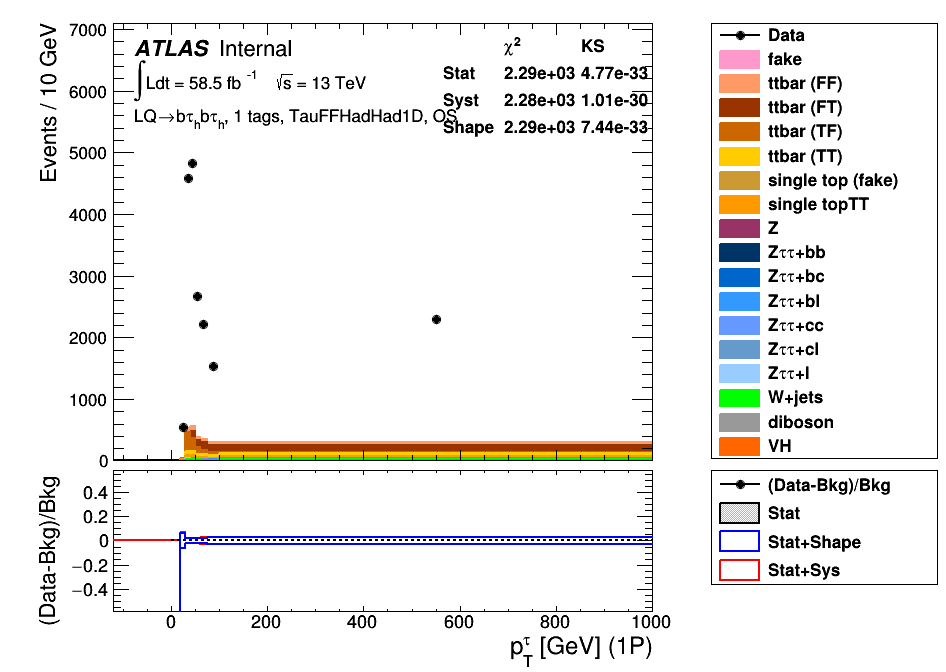 7000
6000
5000
4000
3000
2000
1000
0
Events / 10 GeV
ATLAS Internal
∫Ldt = 58.5 fb⁻¹ √s = 13 TeV
LQ→bτ_hbτ_h, 1 tags, TauFFHadHad1D, OS
χ² KS
Stat 2.29e+03 4.77e-33
Syst 2.28e+03 1.01e-30
Shape 2.29e+03 7.44e-33
Data
fake
ttbar (FF)
ttbar (FT)
ttbar (TF)
ttbar (TT)
single top (fake)
single topTT
Z
Zττ+bb
Zττ+bc
Zττ+bl
Zττ+cc
Zττ+cl
Zττ+l
W+jets
diboson
VH
(Data-Bkg)/Bkg
0.4
0.2
0
−0.2
−0.4
0 200 400 600 800 1000
p_T^τ [GeV] (1P)
(Data-Bkg)/Bkg
Stat
Stat+Shape
Stat+Sys